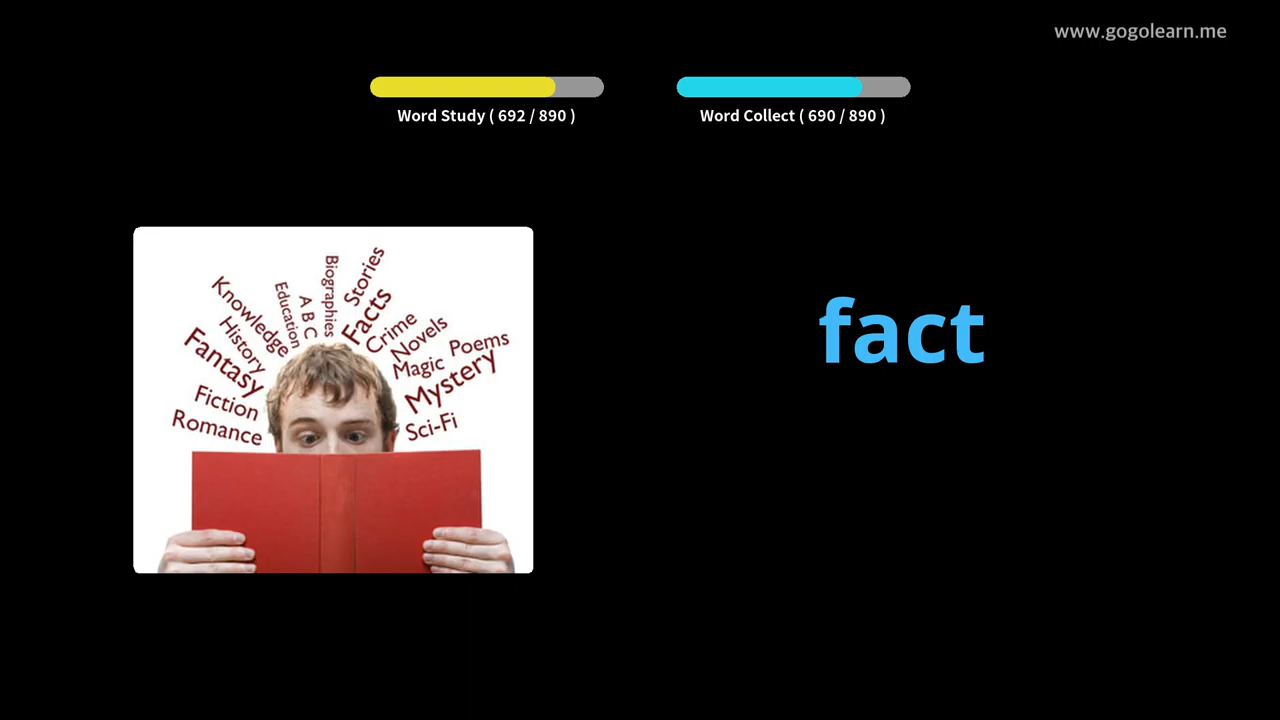 www.gogolearn.me
Word Study ( 692 / 890 )
Word Collect ( 690 / 890 )
fact
Romance
Fiction
Fantasy
History
Knowledge
Education
A B C
Biographies
Stories
Facts
Crime
Novels
Magic
Poems
Mystery
Sci-Fi